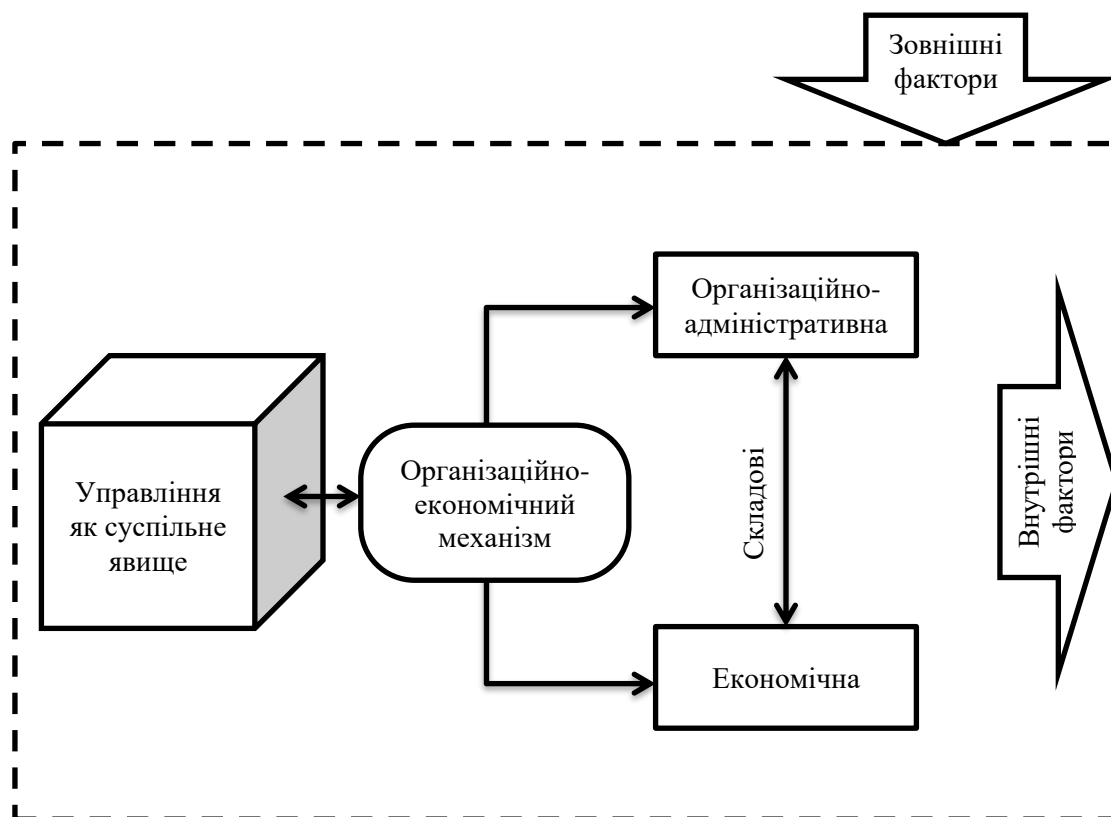 Зовнішні
фактори
Організаційно-
адміністративна
Управління
як суспільне
явище
Організаційно-
економічний
механізм
Складові
Внутрішні
фактори
Економічна